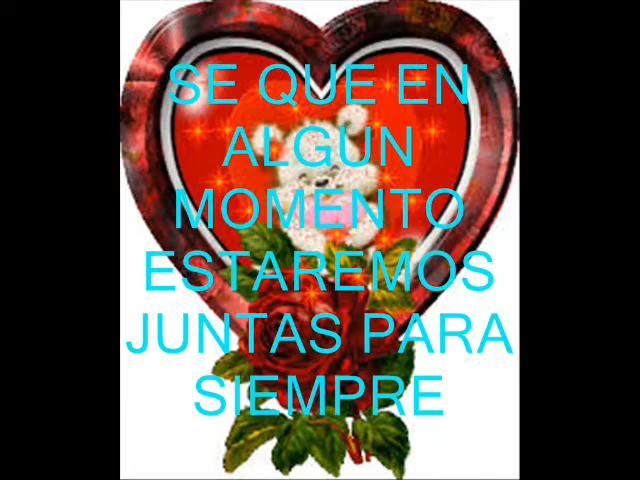 SE QUE EN
ALGUN
MOMENTO
ESTAREMOS
JUNTAS PARA
SIEMPRE